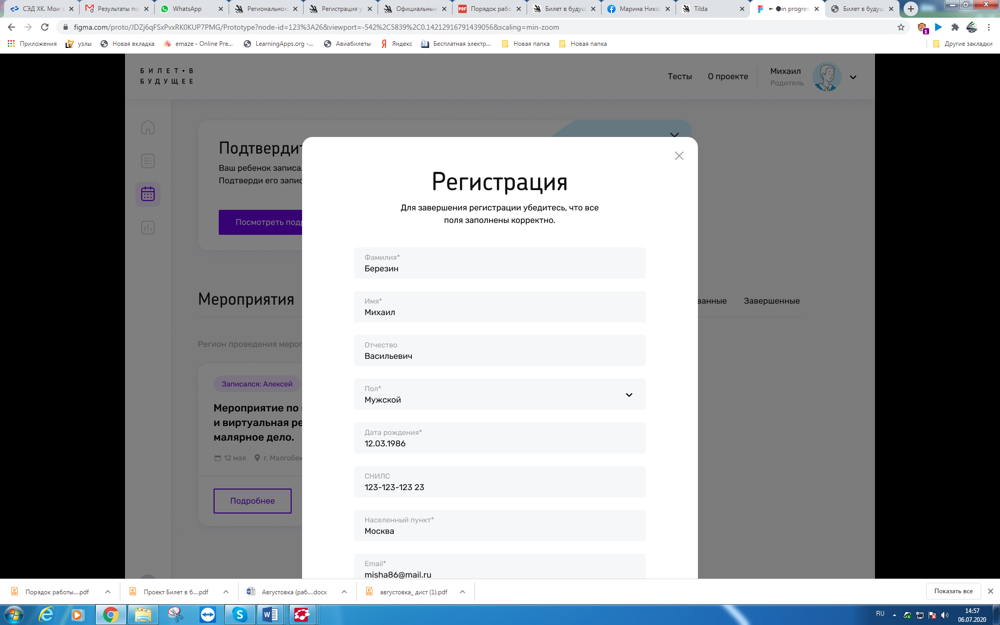 СЭД ХК. Мои з
Результаты по
WhatsApp
Региональном
Регистрация у
Официальные
Порядок рабо
Билет в будущ
Марина Нико
Tilda
in progres
Билет в будущ
figma.com/proto/JDZj6qFSxPvxRK0KUP7PMG/Prototype?node-id=123%3A26&viewport=-542%2C5839%2C0.14212916791439056&scaling=min-zoom
Приложения
узлы
Новая вкладка
emaze - Online Pre...
LearningApps.org -...
Авиабилеты
Яндекс
Бесплатная электр...
Новая папка
Новая папка
Другие закладки
БИЛЕТ•В
БУДУЩЕЕ
Тесты
О проекте
Михаил
Родитель
Подтвердит
Ваш ребенок записа
Подтверди его запис
Посмотреть подр
Мероприятия
ванные
Завершенные
Регион проведения мероп
Записался: Алексей
Мероприятие по
и виртуальная ре
малярное дело.
12 мая
г. Малгобек
Подробнее
Регистрация
Для завершения регистрации убедитесь, что все
поля заполнены корректно.
Фамилия*
Березин
Имя*
Михаил
Отчество
Васильевич
Пол*
Мужской
Дата рождения*
12.03.1986
СНИЛС
123-123-123 23
Населенный пункт*
Москва
Email*
misha86@mail.ru
Порядок работы....pdf
Проект Билет в б....pdf
Августовка (раб....docx
августовка_ дист (1).pdf
Показать все
RU
14:57
06.07.2020